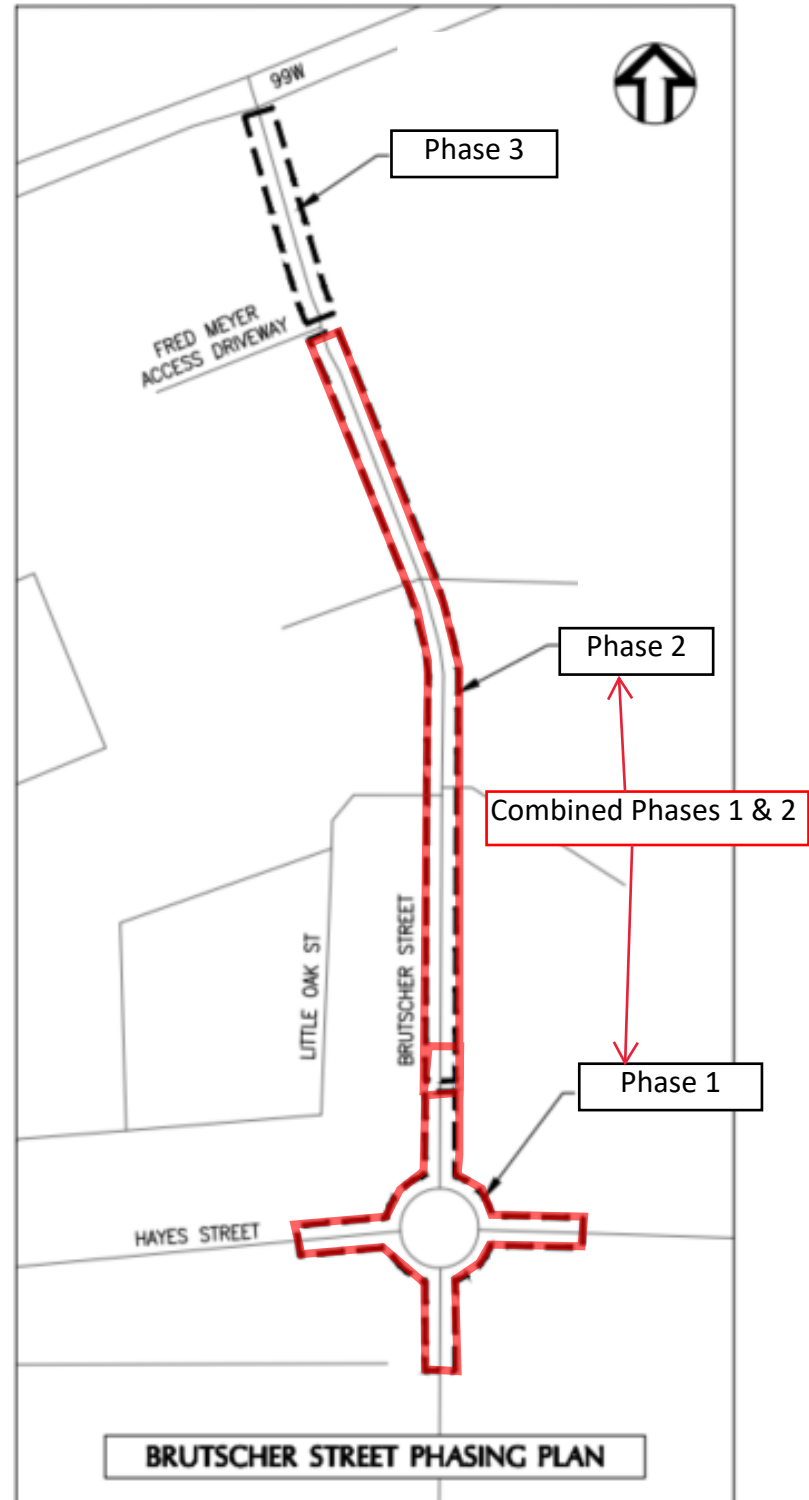 99W
Phase 3
FRED MEYER
ACCESS DRIVEWAY
Phase 2
Combined Phases 1 & 2
LITTLE OAK ST
BRUTSCHER STREET
Phase 1
HAYES STREET
BRUTSCHER STREET PHASING PLAN